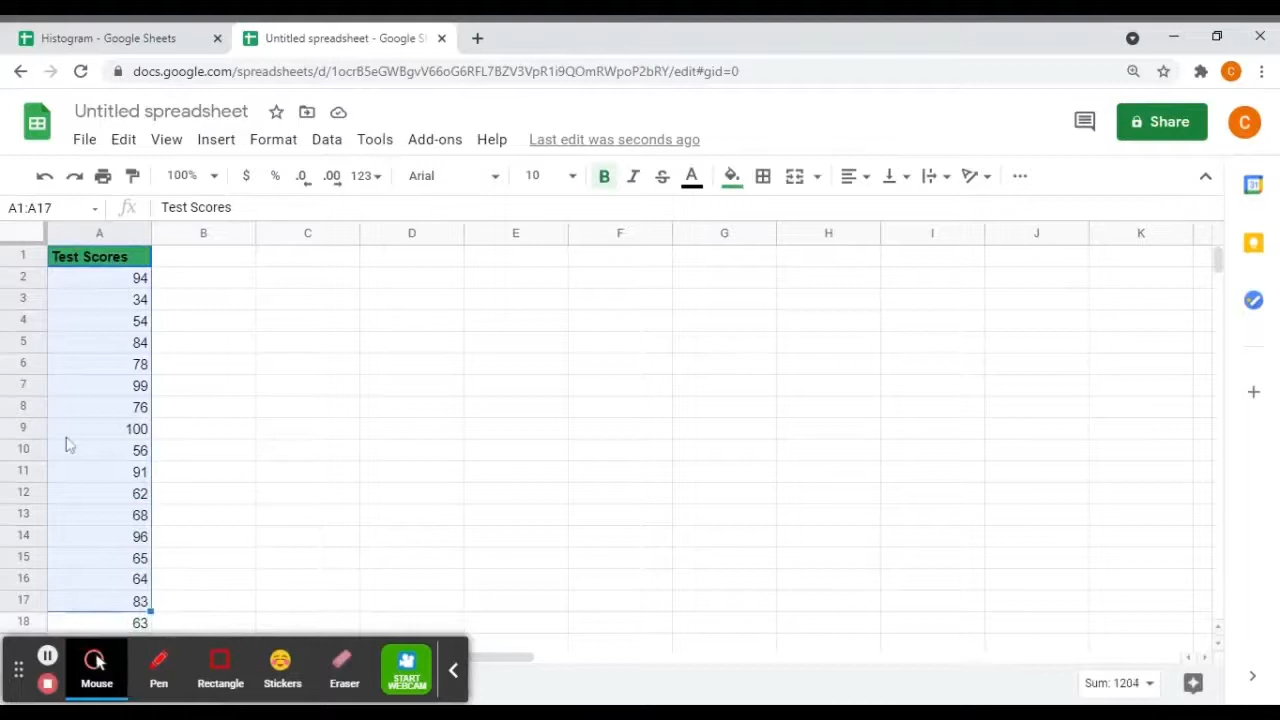 Histogram - Google Sheets
Untitled spreadsheet - Google S
docs.google.com/spreadsheets/d/1ocrB5eGWBgvV66oG6RFL7BZV3VpR1i9QOmRWpoP2bRY/edit#gid=0
C
Untitled spreadsheet
Share
C
File Edit View Insert Format Data Tools Add-ons Help Last edit was seconds ago
100% $ % .0 .00 123 Arial 10 B I S A
31
A1:A17 fx Test Scores
A B C D E F G H I J K
1 Test Scores
2 94
3 34
4 54
5 84
6 78
7 99
8 76
9 100
10 56
11 91
12 62
13 68
14 96
15 65
16 64
17 83
18 63
Mouse Pen Rectangle Stickers Eraser START WEBCAM
Sum: 1204